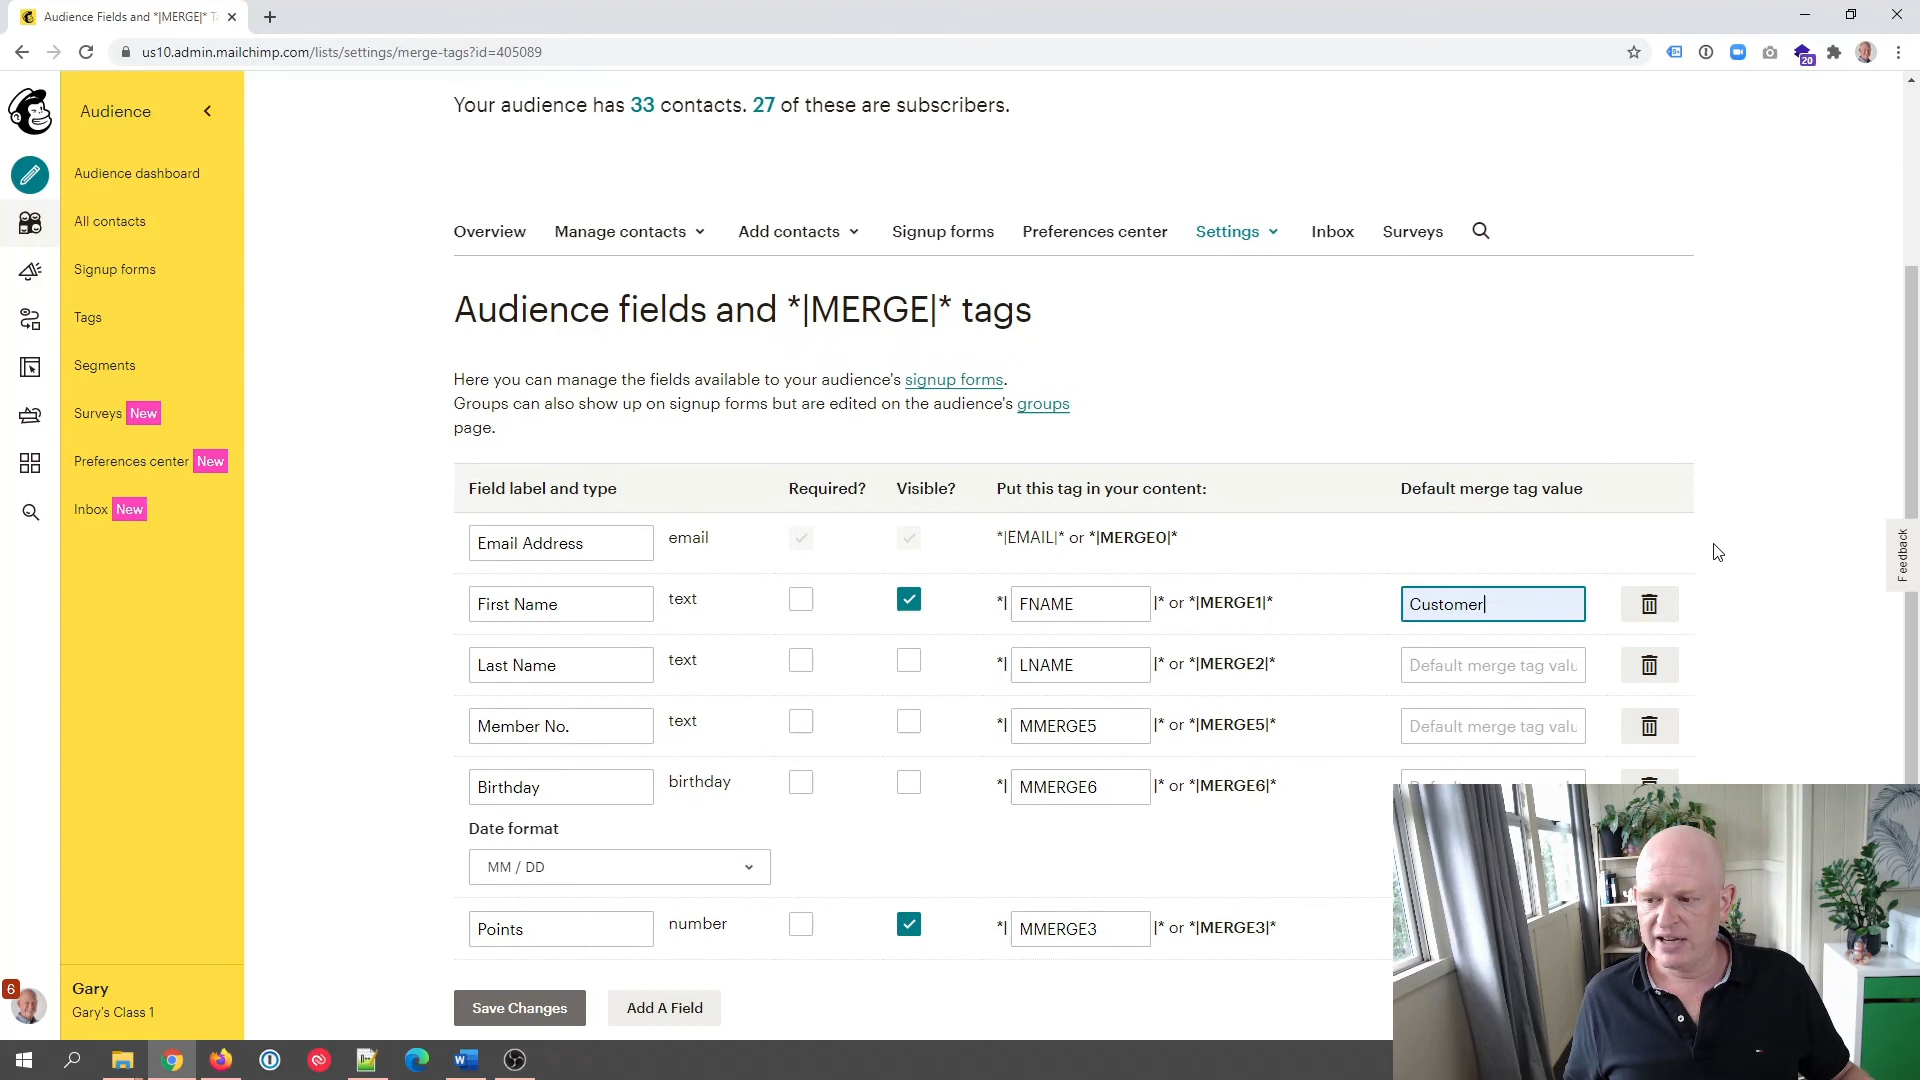 Audience Fields and *|MERGE|* T
us10.admin.mailchimp.com/lists/settings/merge-tags?id=405089
20
Audience
Audience dashboard
All contacts
Signup forms
Tags
Segments
Surveys New
Preferences center New
Inbox New
6
Gary
Gary's Class 1
Your audience has 33 contacts. 27 of these are subscribers.
Overview Manage contacts Add contacts Signup forms Preferences center Settings Inbox Surveys
Audience fields and *|MERGE|* tags
Here you can manage the fields available to your audience's signup forms.
Groups can also show up on signup forms but are edited on the audience's groups
page.
Field label and type Required? Visible? Put this tag in your content: Default merge tag value
Email Address email *|EMAIL|* or *|MERGE0|*
First Name text *| FNAME |* or *|MERGE1|* Customer
Last Name text *| LNAME |* or *|MERGE2|* Default merge tag valu
Member No. text *| MMERGE5 |* or *|MERGE5|* Default merge tag valu
Birthday birthday *| MMERGE6 |* or *|MERGE6|*
Date format
MM / DD
Points number *| MMERGE3 |* or *|MERGE3|*
Save Changes Add A Field
Feedback